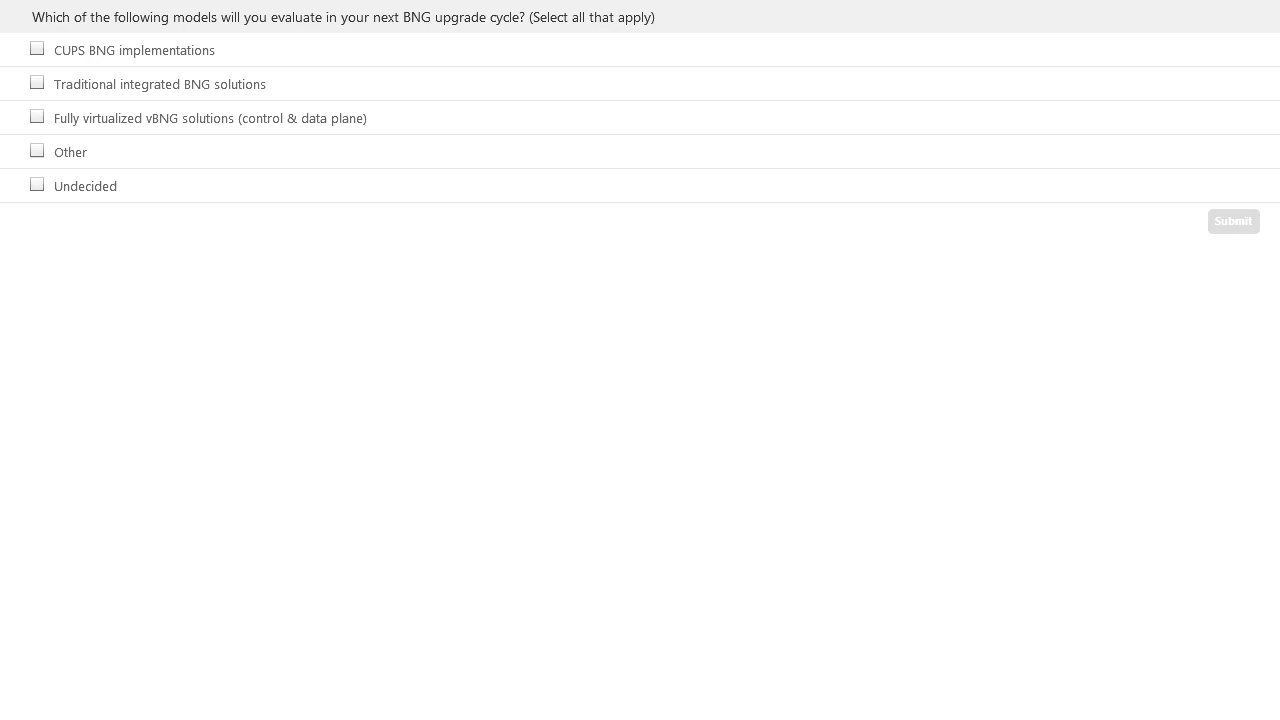 Which of the following models will you evaluate in your next BNG upgrade cycle? (Select all that apply)
CUPS BNG implementations
Traditional integrated BNG solutions
Fully virtualized vBNG solutions (control & data plane)
Other
Undecided
Submit